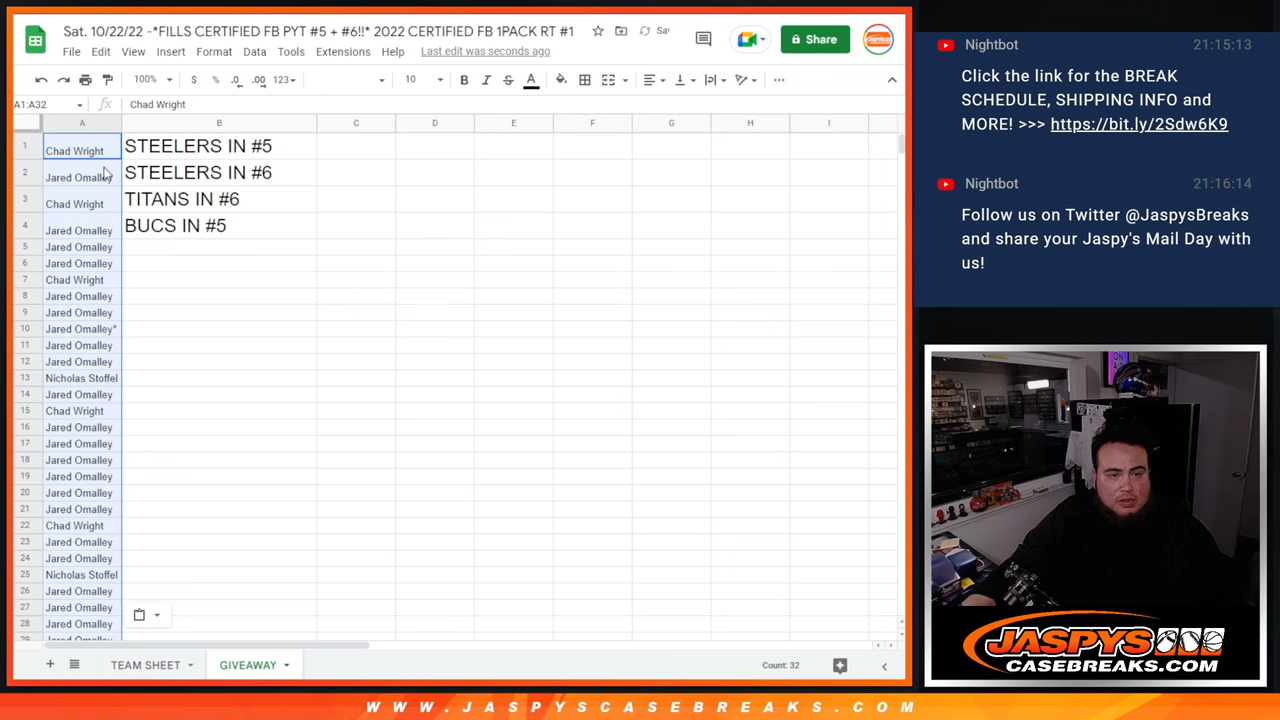 Sat. 10/22/22 -*FILLS CERTIFIED FB PYT #5 + #6!!* 2022 CERTIFIED FB 1PACK RT #1
File Edit View Insert Format Data Tools Extensions Help Last edit was seconds ago
Share
100% $ % .0 .00 123 10 B I S A
A1:A32 fx Chad Wright
A B C D E F G H I
1 Chad Wright STEELERS IN #5
2 Jared Omalley STEELERS IN #6
3 Chad Wright TITANS IN #6
4 Jared Omalley BUCS IN #5
5 Jared Omalley
6 Jared Omalley
7 Chad Wright
8 Jared Omalley
9 Jared Omalley
10 Jared Omalley*
11 Jared Omalley
12 Jared Omalley
13 Nicholas Stoffel
14 Jared Omalley
15 Chad Wright
16 Jared Omalley
17 Jared Omalley
18 Jared Omalley
19 Jared Omalley
20 Jared Omalley
21 Jared Omalley
22 Chad Wright
23 Jared Omalley
24 Jared Omalley
25 Nicholas Stoffel
26 Jared Omalley
27 Jared Omalley
28 Jared Omalley
TEAM SHEET GIVEAWAY Count: 32
Nightbot 21:15:13
Click the link for the BREAK
SCHEDULE, SHIPPING INFO and
MORE! >>> https://bit.ly/2Sdw6K9
Nightbot 21:16:14
Follow us on Twitter @JaspysBreaks
and share your Jaspy's Mail Day with
us!
JASPYS
CASEBREAKS.COM
WWW.JASPYSCASEBREAKS.COM